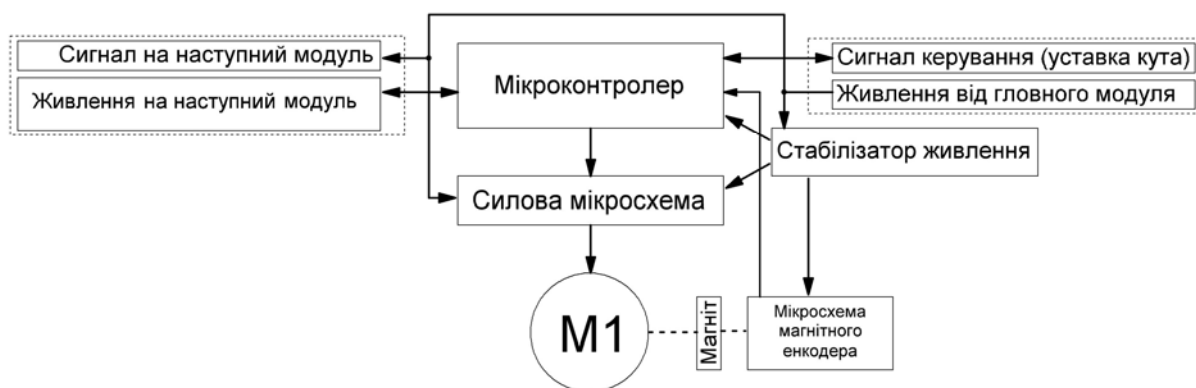 Сигнал на наступний модуль
Живлення на наступний модуль
Мікроконтролер
Сигнал керування (уставка кута)
Живлення від гловного модуля
Стабілізатор живлення
Силова мікросхема
М1
Магніт
Мікросхема
магнітного
енкодера